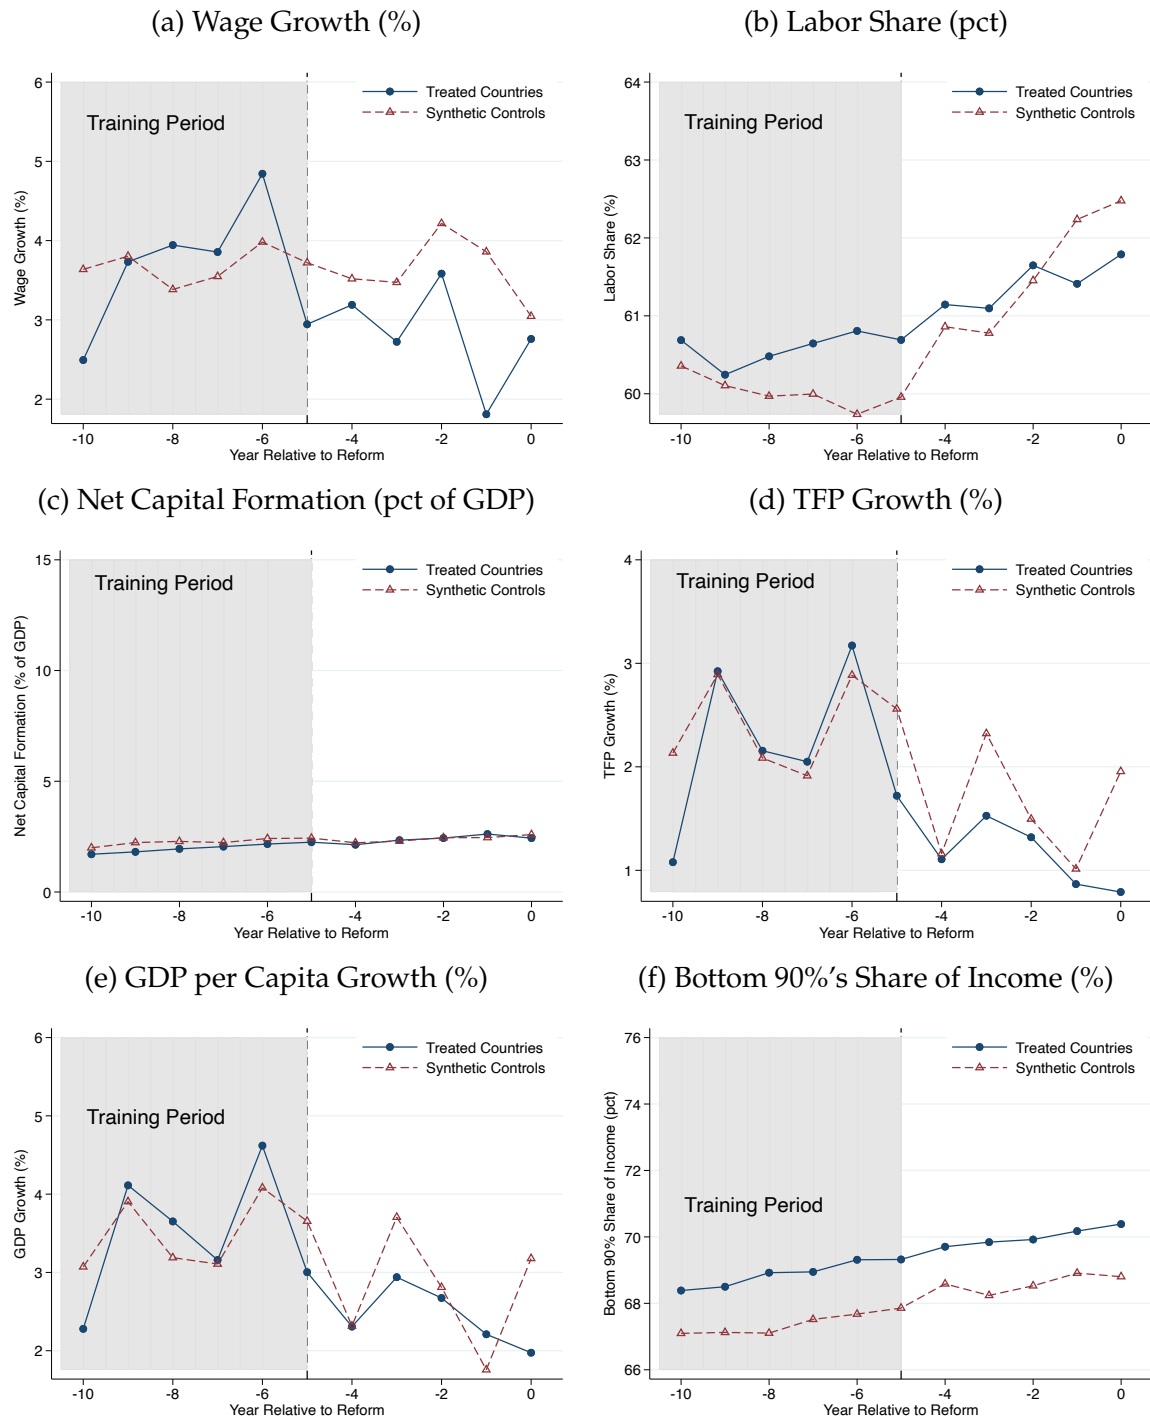 (a) Wage Growth (%)
Wage Growth (%)
6
5
4
3
2
Training Period
Treated Countries
Synthetic Controls
-10 -8 -6 -4 -2 0
Year Relative to Reform
(b) Labor Share (pct)
Labor Share (%)
64
63
62
61
60
Training Period
Treated Countries
Synthetic Controls
-10 -8 -6 -4 -2 0
Year Relative to Reform
(c) Net Capital Formation (pct of GDP)
Net Capital Formation (% of GDP)
15
10
5
0
Training Period
Treated Countries
Synthetic Controls
-10 -8 -6 -4 -2 0
Year Relative to Reform
(d) TFP Growth (%)
TFP Growth (%)
4
3
2
1
Training Period
Treated Countries
Synthetic Controls
-10 -8 -6 -4 -2 0
Year Relative to Reform
(e) GDP per Capita Growth (%)
GDP Growth (%)
6
5
4
3
2
Training Period
Treated Countries
Synthetic Controls
-10 -8 -6 -4 -2 0
Year Relative to Reform
(f) Bottom 90%’s Share of Income (%)
Bottom 90% Share of Income (pct)
76
74
72
70
68
66
Training Period
Treated Countries
Synthetic Controls
-10 -8 -6 -4 -2 0
Year Relative to Reform